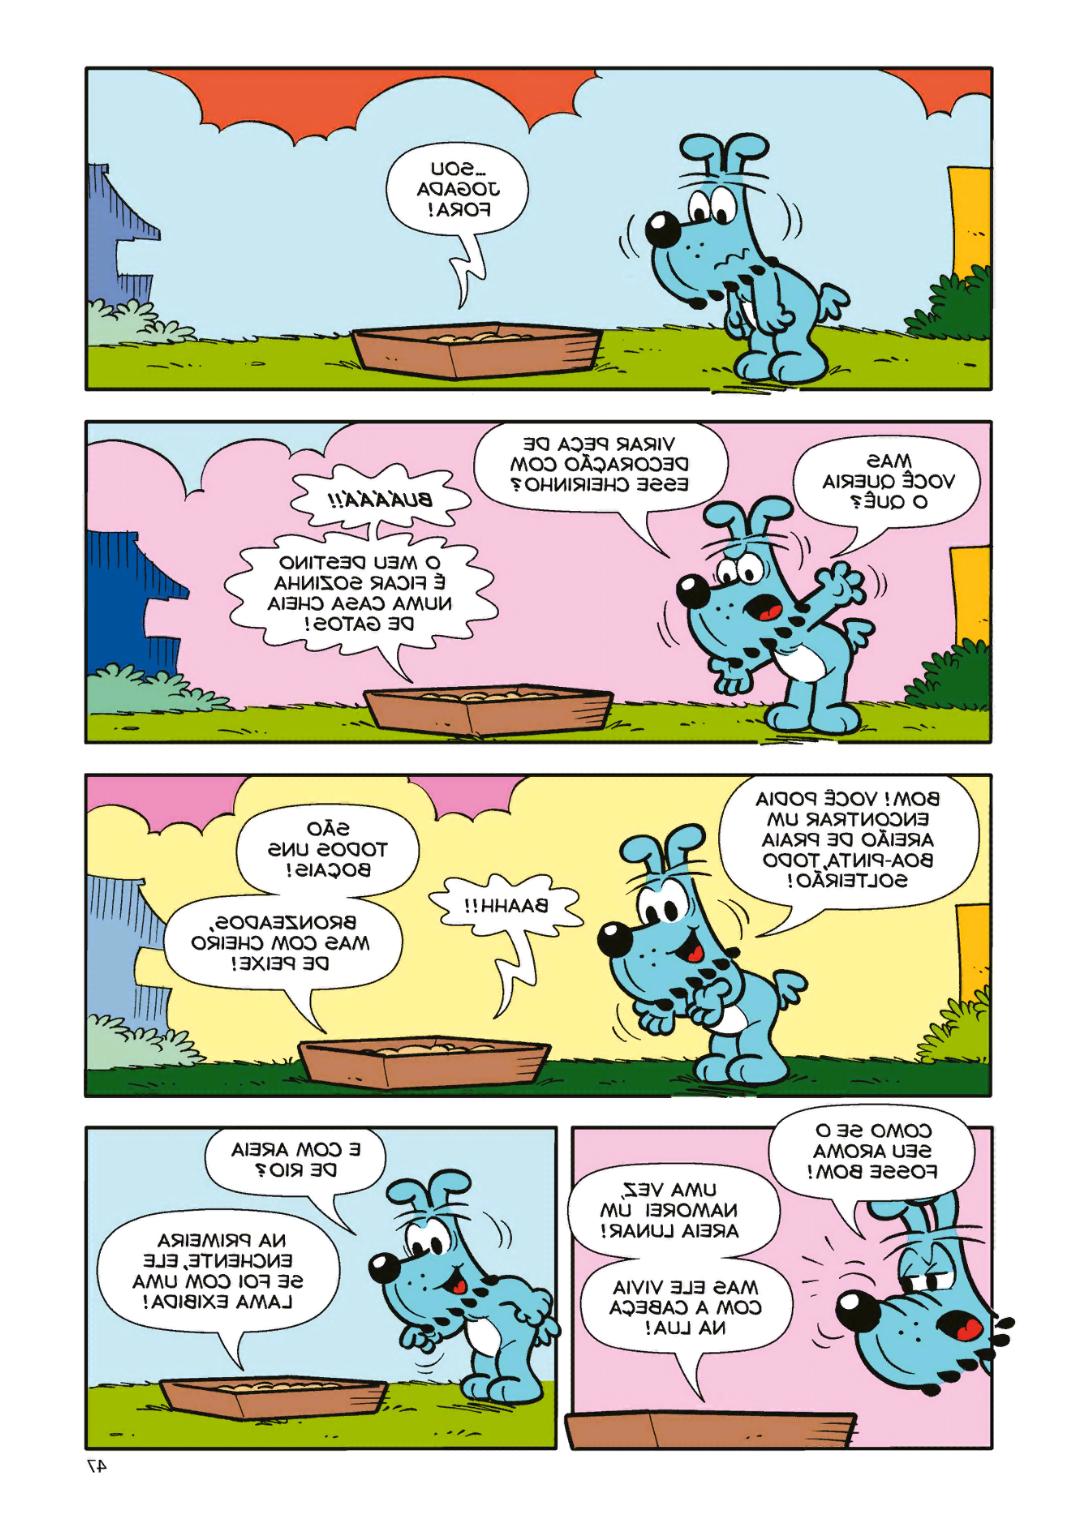 ...SOU
JOGADA
FORA!
MAS
VOCÊ QUERIA
O QUÊ?
VIRAR PEÇA DE
DECORAÇÃO COM
ESSE CHEIRINHO?
BUÁÁÁÁ!!
O MEU DESTINO
É FICAR SOZINHA
NUMA CASA CHEIA
DE GATOS!
BOM! VOCÊ PODIA
ENCONTRAR UM
AREIÃO DE PRAIA
BOA-PINTA, TODO
SOLTEIRÃO!
BAAHH!!
SÃO
TODOS UNS
BOÇAIS!
BRONZEADOS,
MAS COM CHEIRO
DE PEIXE!
COMO SE O
SEU AROMA
FOSSE BOM!
UMA VEZ,
NAMOREI UM
AREIA LUNAR!
MAS ELE VIVIA
COM A CABEÇA
NA LUA!
E COM AREIA
DE RIO?
NA PRIMEIRA
ENCHENTE, ELE
SE FOI COM UMA
LAMA EXIBIDA!
47